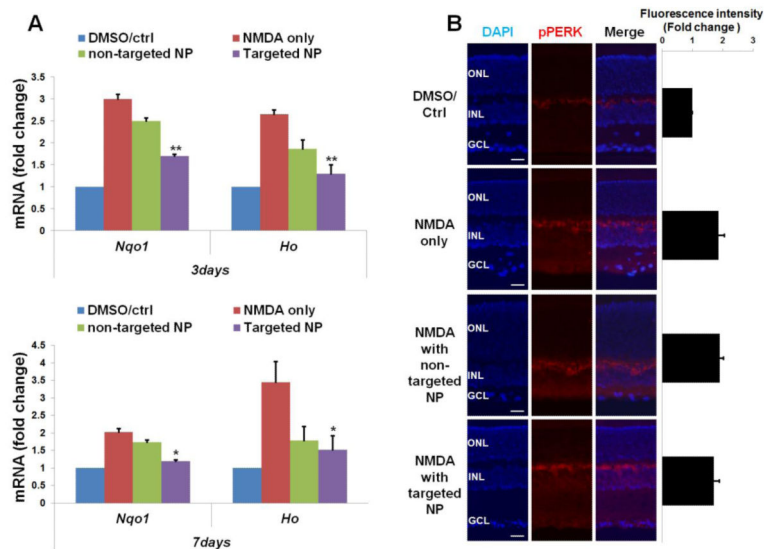 A
DMSO/ctrl NMDA only
non-targeted NP Targeted NP
mRNA (fold change)
3.5
3
2.5
2
1.5
1
0.5
0
**
**
Nqo1 Ho
3days
DMSO/ctrl NMDA only
non-targeted NP Targeted NP
mRNA (fold change)
4.5
4
3.5
3
2.5
2
1.5
1
0.5
0
*
*
Nqo1 Ho
7days
B
DAPI pPERK Merge
Fluorescence intensity
(Fold change )
0 1 2 3
DMSO/
Ctrl
ONL
INL
GCL
NMDA
only
ONL
INL
GCL
NMDA
with
non-
targeted
NP
ONL
INL
GCL
NMDA
with
targeted
NP
ONL
INL
GCL